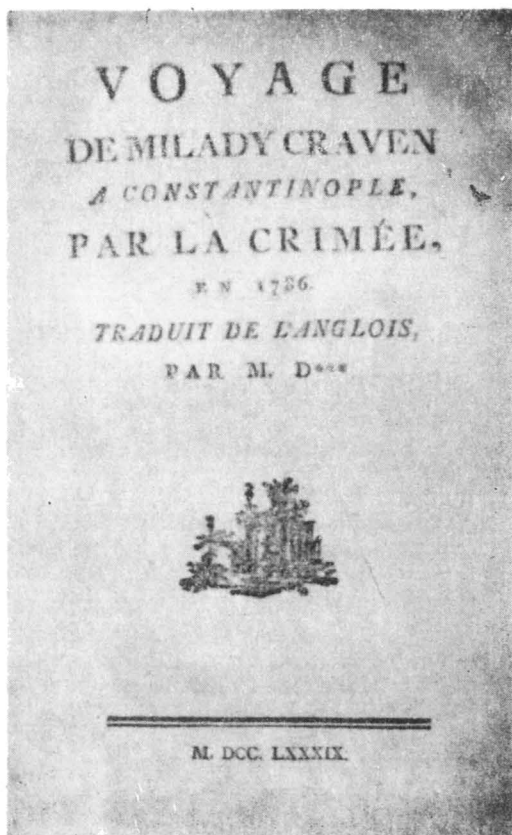 VOYAGE
DE MILADY CRAVEN
A CONSTANTINOPLE,
PAR LA CRIMÉE,
EN 1786.
TRADUIT DE L'ANGLOIS,
PAR M. D***
M. DCC. LXXXIX.